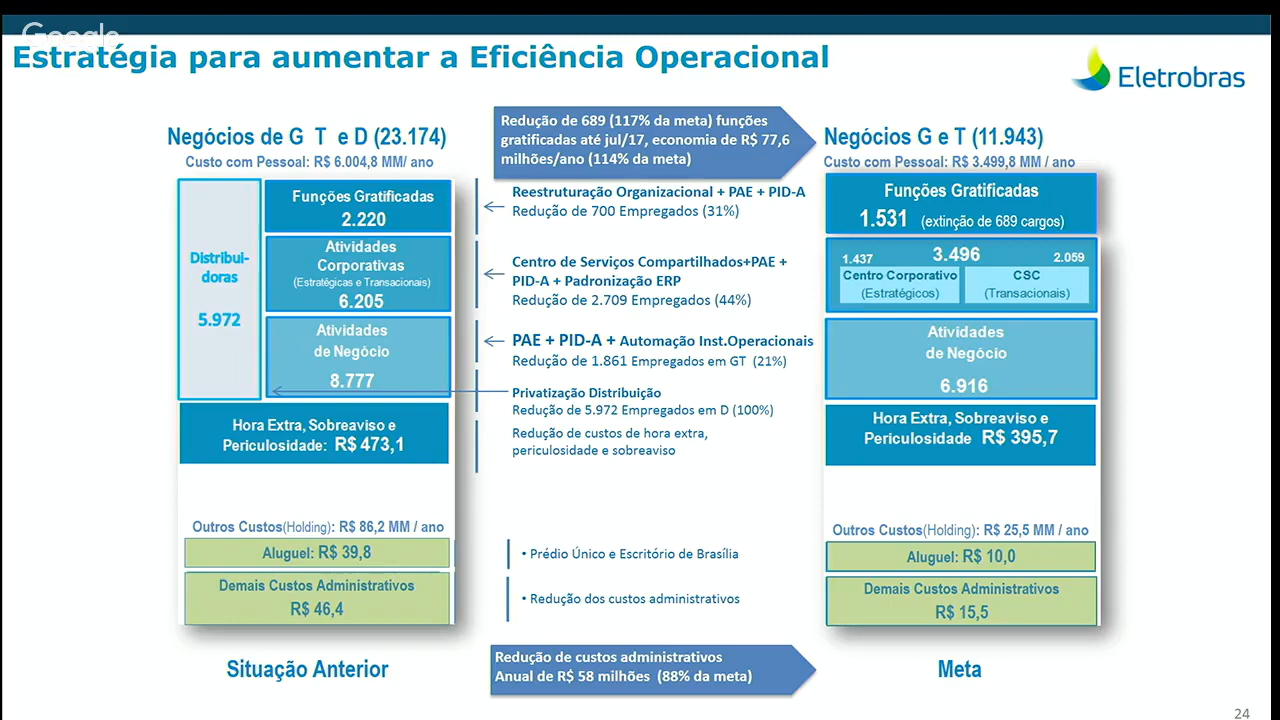 Google
Estratégia para aumentar a Eficiência Operacional
Eletrobras
Negócios de G T e D (23.174)
Custo com Pessoal: R$ 6.004,8 MM/ ano
Distribui-
doras
5.972
Funções Gratificadas
2.220
Atividades
Corporativas
(Estratégicas e Transacionais)
6.205
Atividades
de Negócio
8.777
Hora Extra, Sobreaviso e
Periculosidade: R$ 473,1
Outros Custos(Holding): R$ 86,2 MM / ano
Aluguel: R$ 39,8
Demais Custos Administrativos
R$ 46,4
Situação Anterior
Redução de 689 (117% da meta) funções
gratificadas até jul/17, economia de R$ 77,6
milhões/ano (114% da meta)
Reestruturação Organizacional + PAE + PID-A
Redução de 700 Empregados (31%)
Centro de Serviços Compartilhados+PAE +
PID-A + Padronização ERP
Redução de 2.709 Empregados (44%)
PAE + PID-A + Automação Inst.Operacionais
Redução de 1.861 Empregados em GT (21%)
Privatização Distribuição
Redução de 5.972 Empregados em D (100%)
Redução de custos de hora extra,
periculosidade e sobreaviso
• Prédio Único e Escritório de Brasília
• Redução dos custos administrativos
Redução de custos administrativos
Anual de R$ 58 milhões (88% da meta)
Negócios G e T (11.943)
Custo com Pessoal: R$ 3.499,8 MM / ano
Funções Gratificadas
1.531 (extinção de 689 cargos)
1.437 3.496 2.059
Centro Corporativo CSC
(Estratégicos) (Transacionais)
Atividades
de Negócio
6.916
Hora Extra, Sobreaviso e
Periculosidade R$ 395,7
Outros Custos(Holding): R$ 25,5 MM / ano
Aluguel: R$ 10,0
Demais Custos Administrativos
R$ 15,5
Meta
24